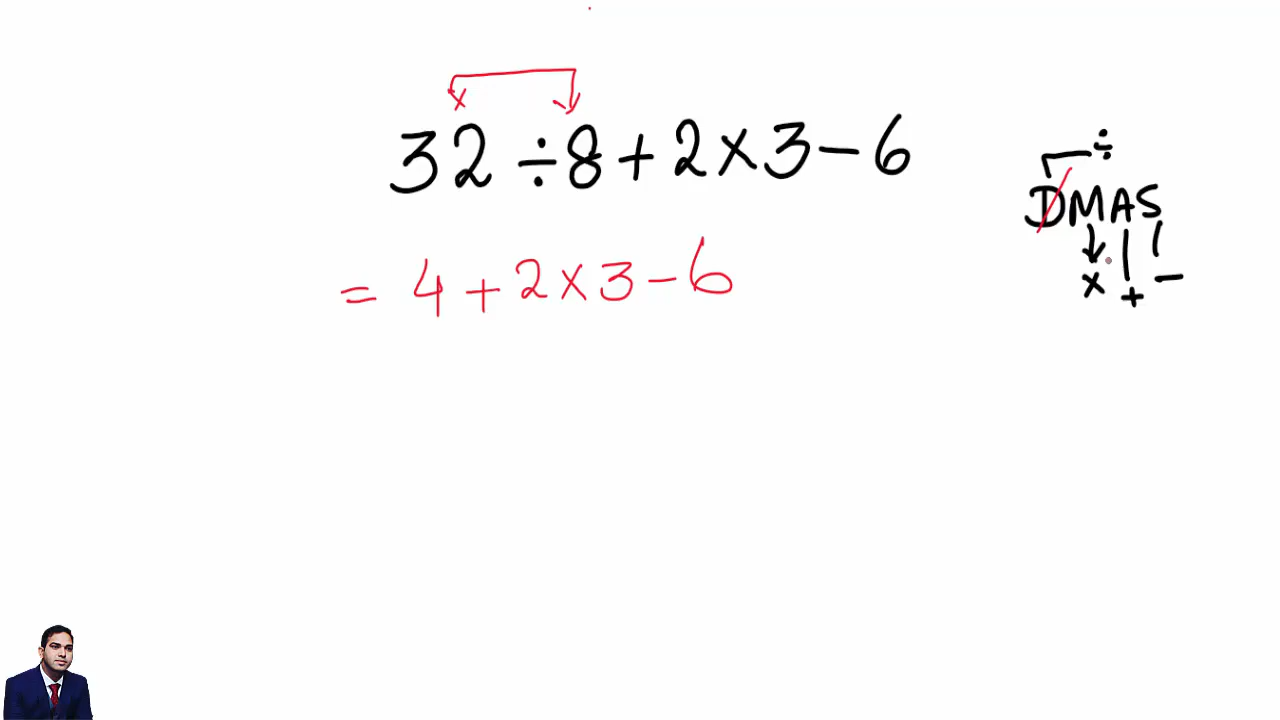 32 ÷ 8 + 2 × 3 - 6
= 4 + 2 × 3 - 6
÷
DMAS
× + -